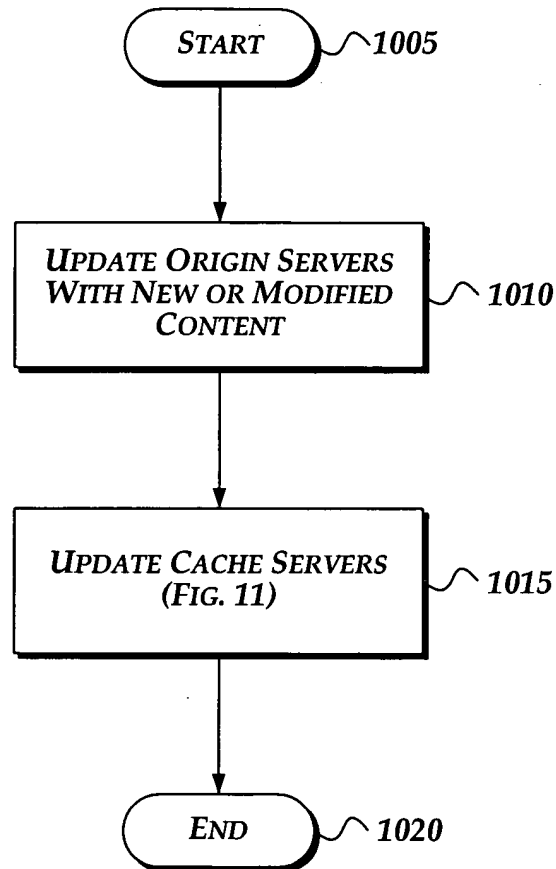 START
1005
UPDATE ORIGIN SERVERS
WITH NEW OR MODIFIED
CONTENT
1010
UPDATE CACHE SERVERS
(FIG. 11)
1015
END
1020